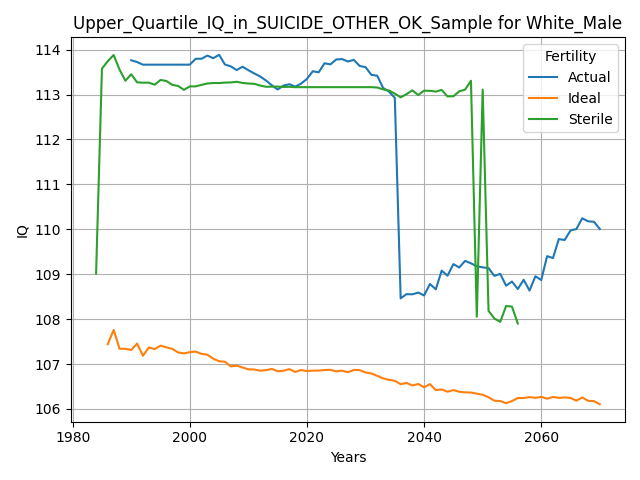 Upper_Quartile_IQ_in_SUICIDE_OTHER_OK_Sample for White_Male
114
113
112
111
110
109
108
107
106
IQ
1980
2000
2020
2040
2060
Years
Fertility
Actual
Ideal
Sterile